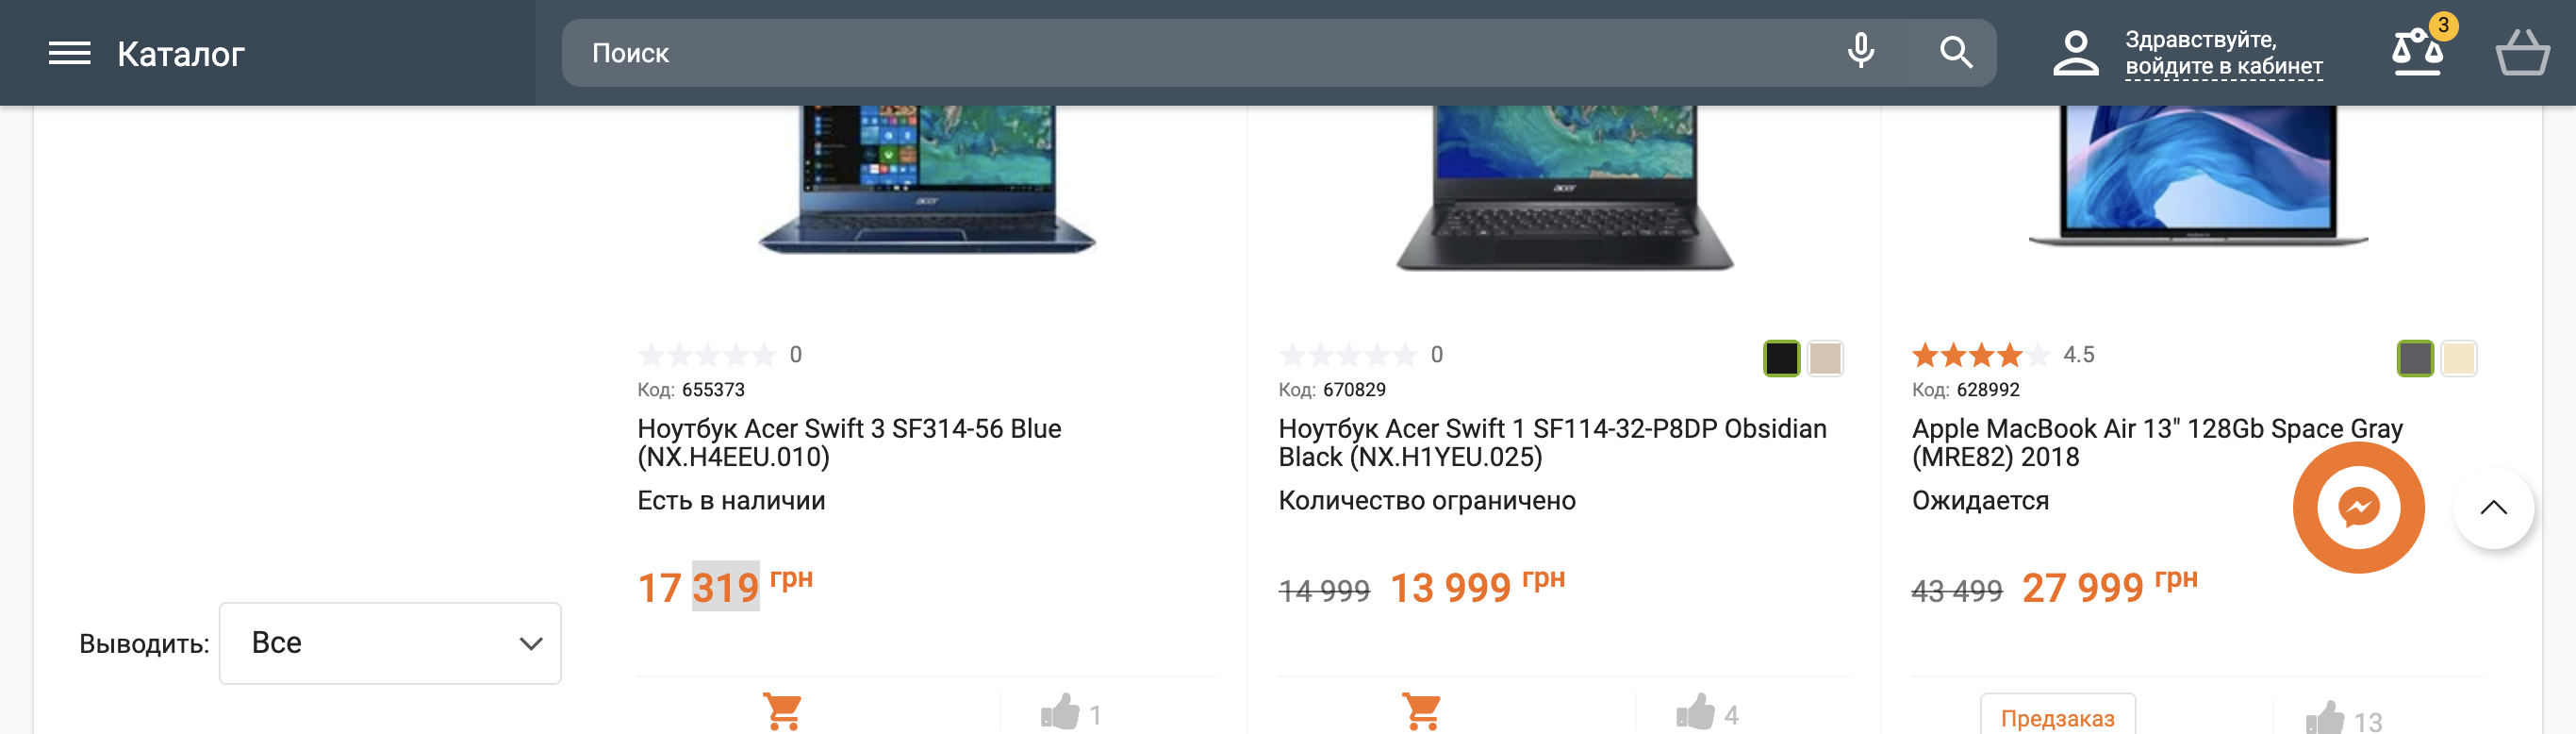 Каталог
Поиск
Здравствуйте,
войдите в кабинет
3
acer
acer
0
Код: 655373
Ноутбук Acer Swift 3 SF314-56 Blue
(NX.H4EEU.010)
Есть в наличии
17 319 грн
1
0
Код: 670829
Ноутбук Acer Swift 1 SF114-32-P8DP Obsidian
Black (NX.H1YEU.025)
Количество ограничено
14 999 13 999 грн
4
4.5
Код: 628992
Apple MacBook Air 13" 128Gb Space Gray
(MRE82) 2018
Ожидается
43 499 27 999 грн
Предзаказ
13
Выводить: Все